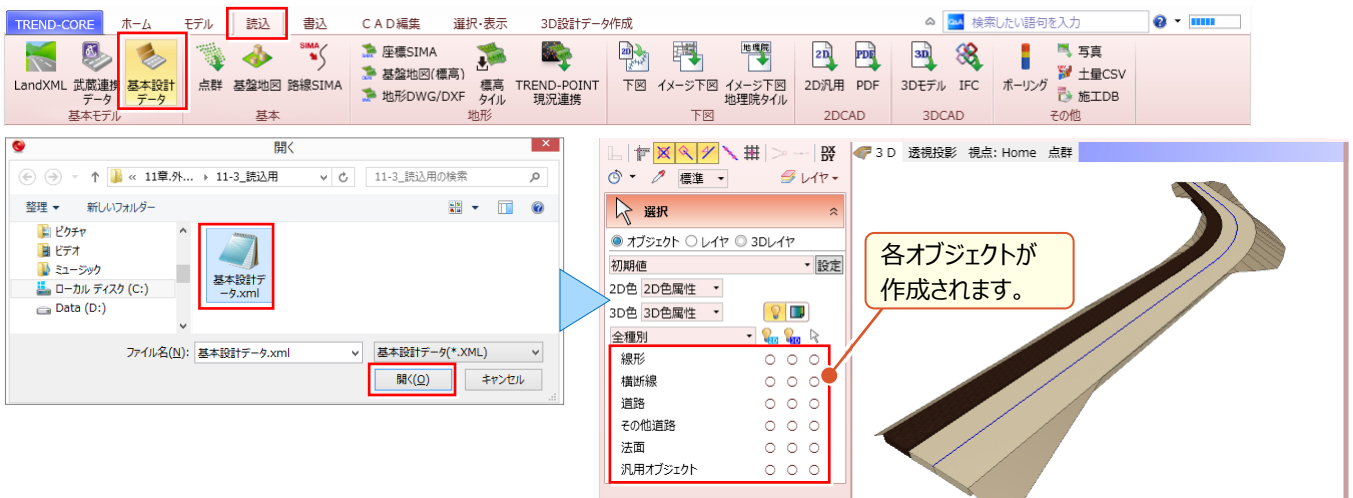 TREND-CORE ホーム モデル 読込 書込 ＣＡＤ編集 選択・表示 3D設計データ作成 検索したい語句を入力
LandXML 武蔵連携データ 基本設計データ
基本モデル
点群 基盤地図 路線SIMA
SIMA
基本
座標SIMA
基盤地図(標高)
地形DWG/DXF
標高タイル
TREND-POINT現況連携
地形
2D
地理院
下図 イメージ下図 イメージ下図地理院タイル
下図
2D PDF
2D汎用 PDF
2DCAD
3D
3Dモデル IFC
3DCAD
ボーリング
写真
土量CSV
施工DB
その他
開く
« 11章.外... 11-3_読込用 11-3_読込用の検索
整理 新しいフォルダー
ピクチャ
ビデオ
ミュージック
ローカル ディスク (C:)
Data (D:)
基本設計デ
ータ.xml
ファイル名(N): 基本設計データ.xml 基本設計データ(*.XML)
開く(O) キャンセル
DX
DY
標準 レイヤ
選択
オブジェクト レイヤ 3Dレイヤ
初期値 設定
2D色 2D色属性
3D色 3D色属性
全種別 2D 3D
線形
横断線
道路
その他道路
法面
汎用オブジェクト
3 D 透視投影 視点: Home 点群
各オブジェクトが
作成されます。